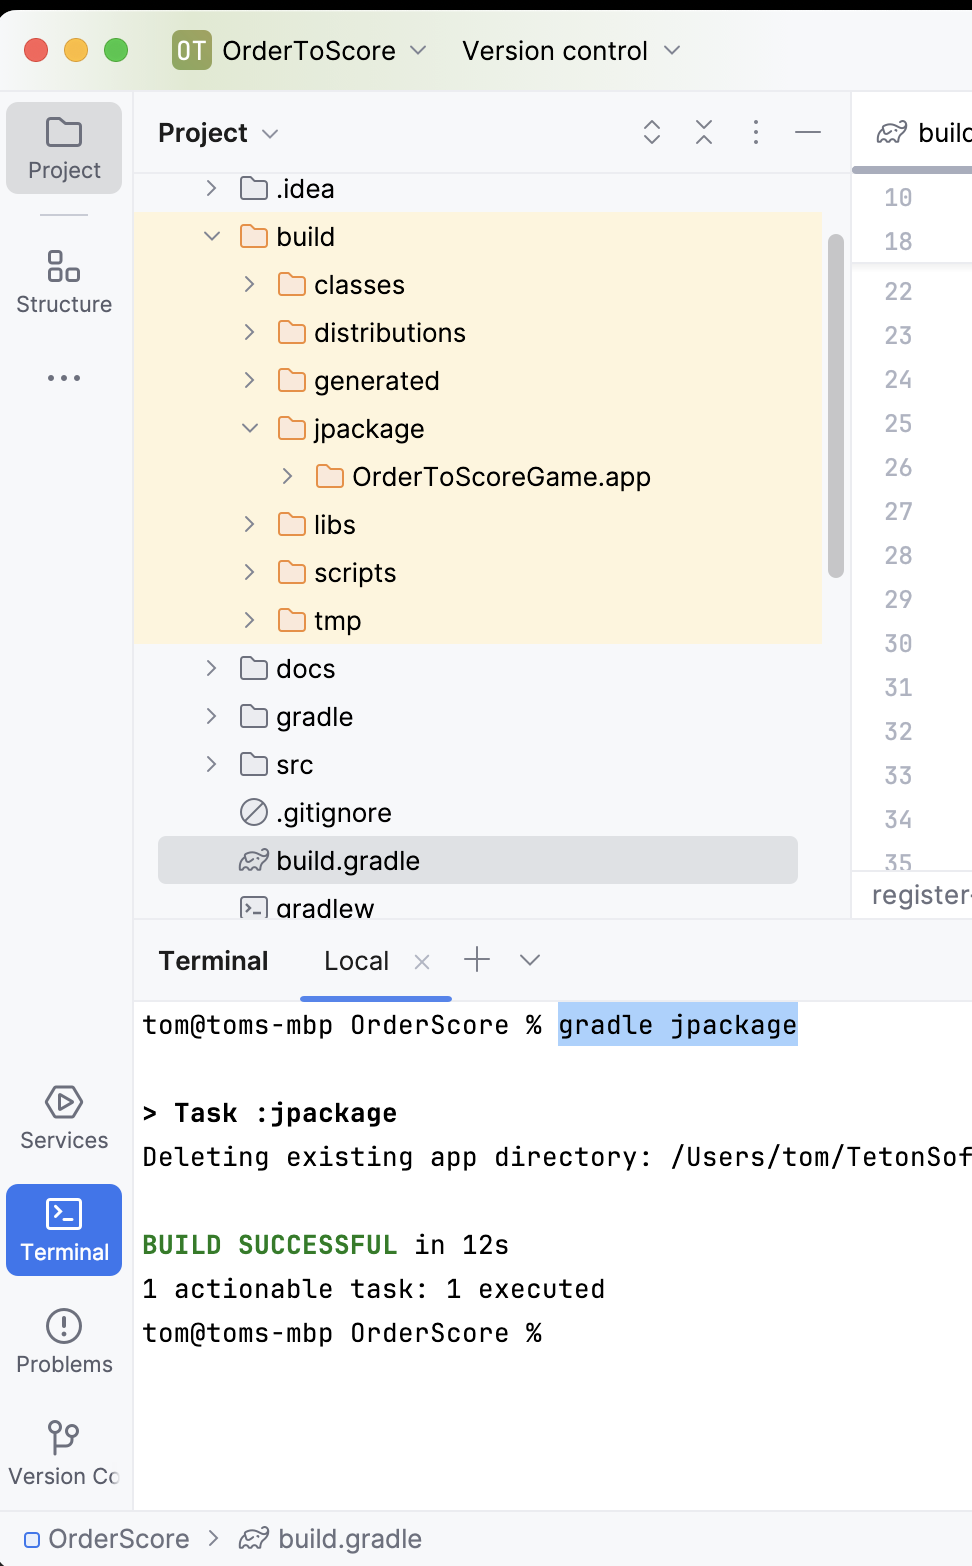 OT OrderToScore Version control
Project
Project
build
.idea
build
classes
distributions
generated
jpackage
OrderToScoreGame.app
libs
scripts
tmp
docs
gradle
src
.gitignore
build.gradle
gradlew
Structure
10
18
22
23
24
25
26
27
28
29
30
31
32
33
34
35
register-
Terminal Local
tom@toms-mbp OrderScore % gradle jpackage
> Task :jpackage
Deleting existing app directory: /Users/tom/TetonSof
BUILD SUCCESSFUL in 12s
1 actionable task: 1 executed
tom@toms-mbp OrderScore %
Services
Terminal
Problems
Version Co
OrderScore > build.gradle